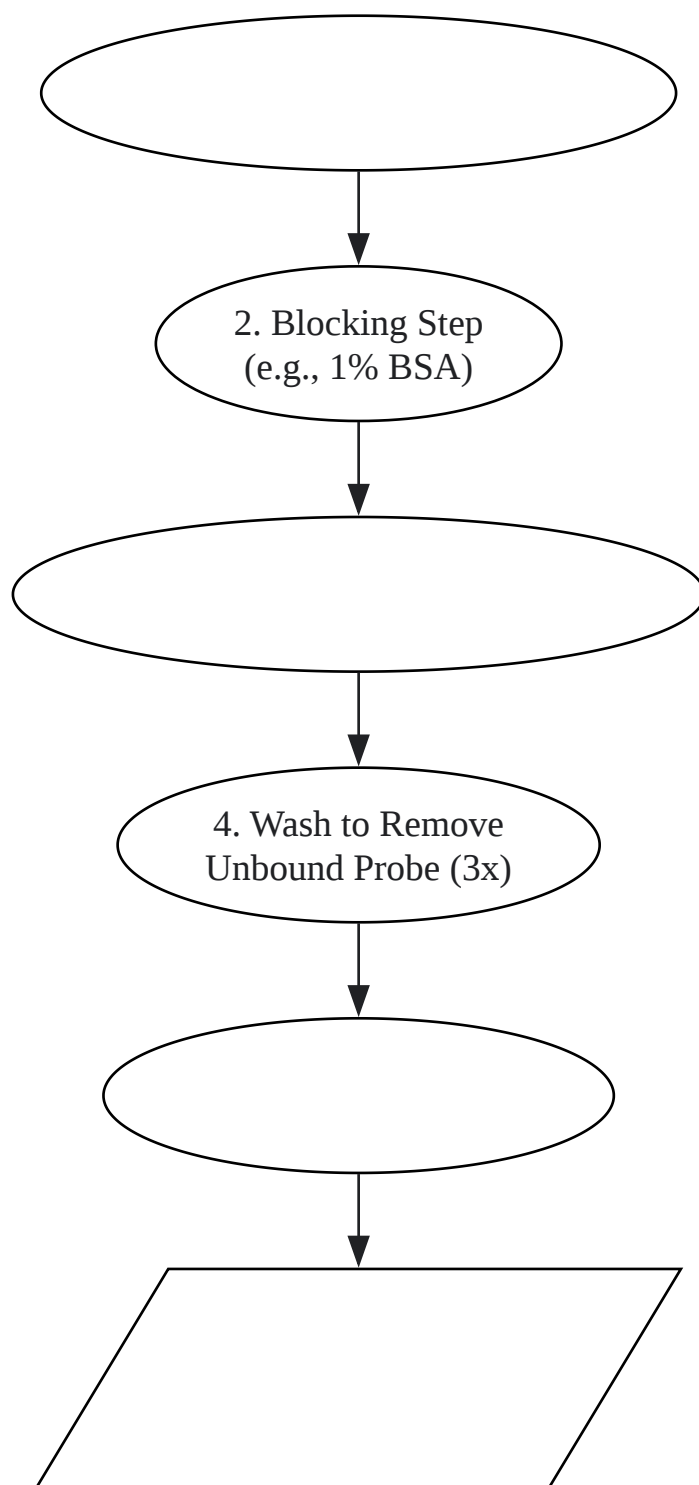 2. Blocking Step
(e.g., 1% BSA)
4. Wash to Remove
Unbound Probe (3x)